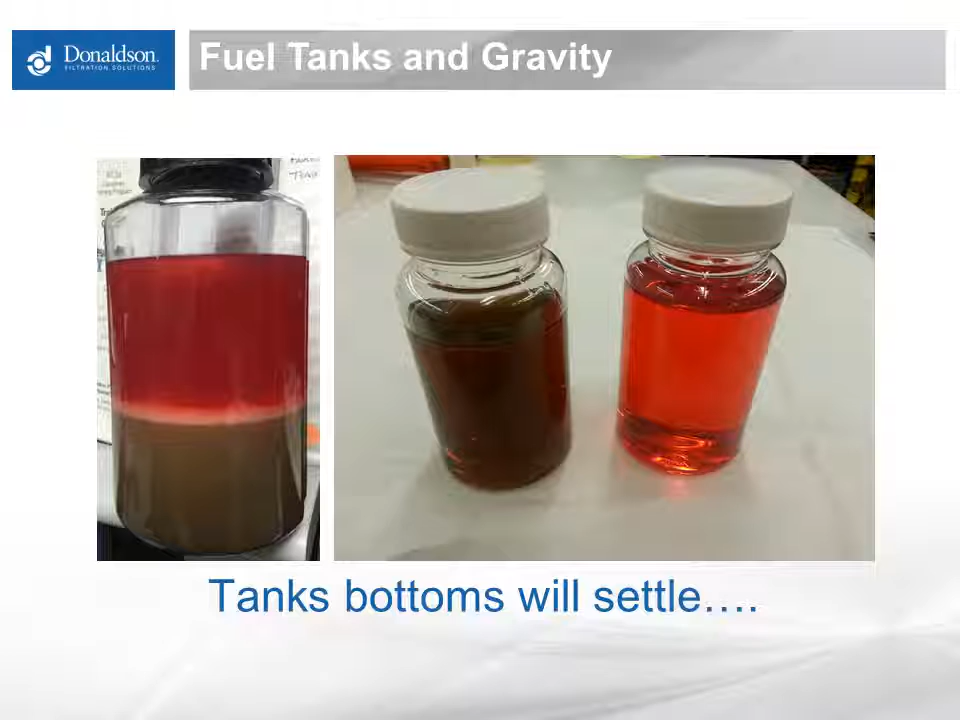 Donaldson.
FILTRATION SOLUTIONS
Fuel Tanks and Gravity
Tanks bottoms will settle….